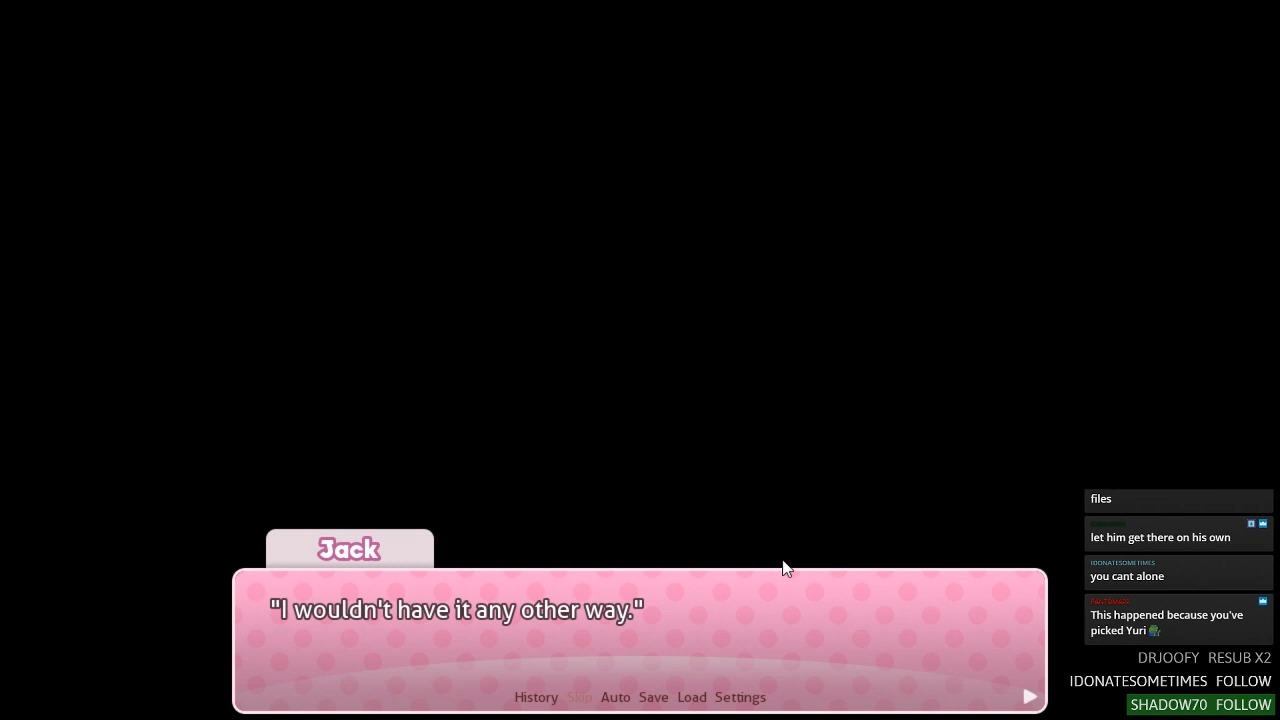 files
let him get there on his own
IDONATESOMETIMES
you cant alone
This happened because you've
picked Yuri
DRJOOFY RESUB X2
IDONATESOMETIMES FOLLOW
SHADOW70 FOLLOW
Jack
"I wouldn't have it any other way."
History Skip Auto Save Load Settings